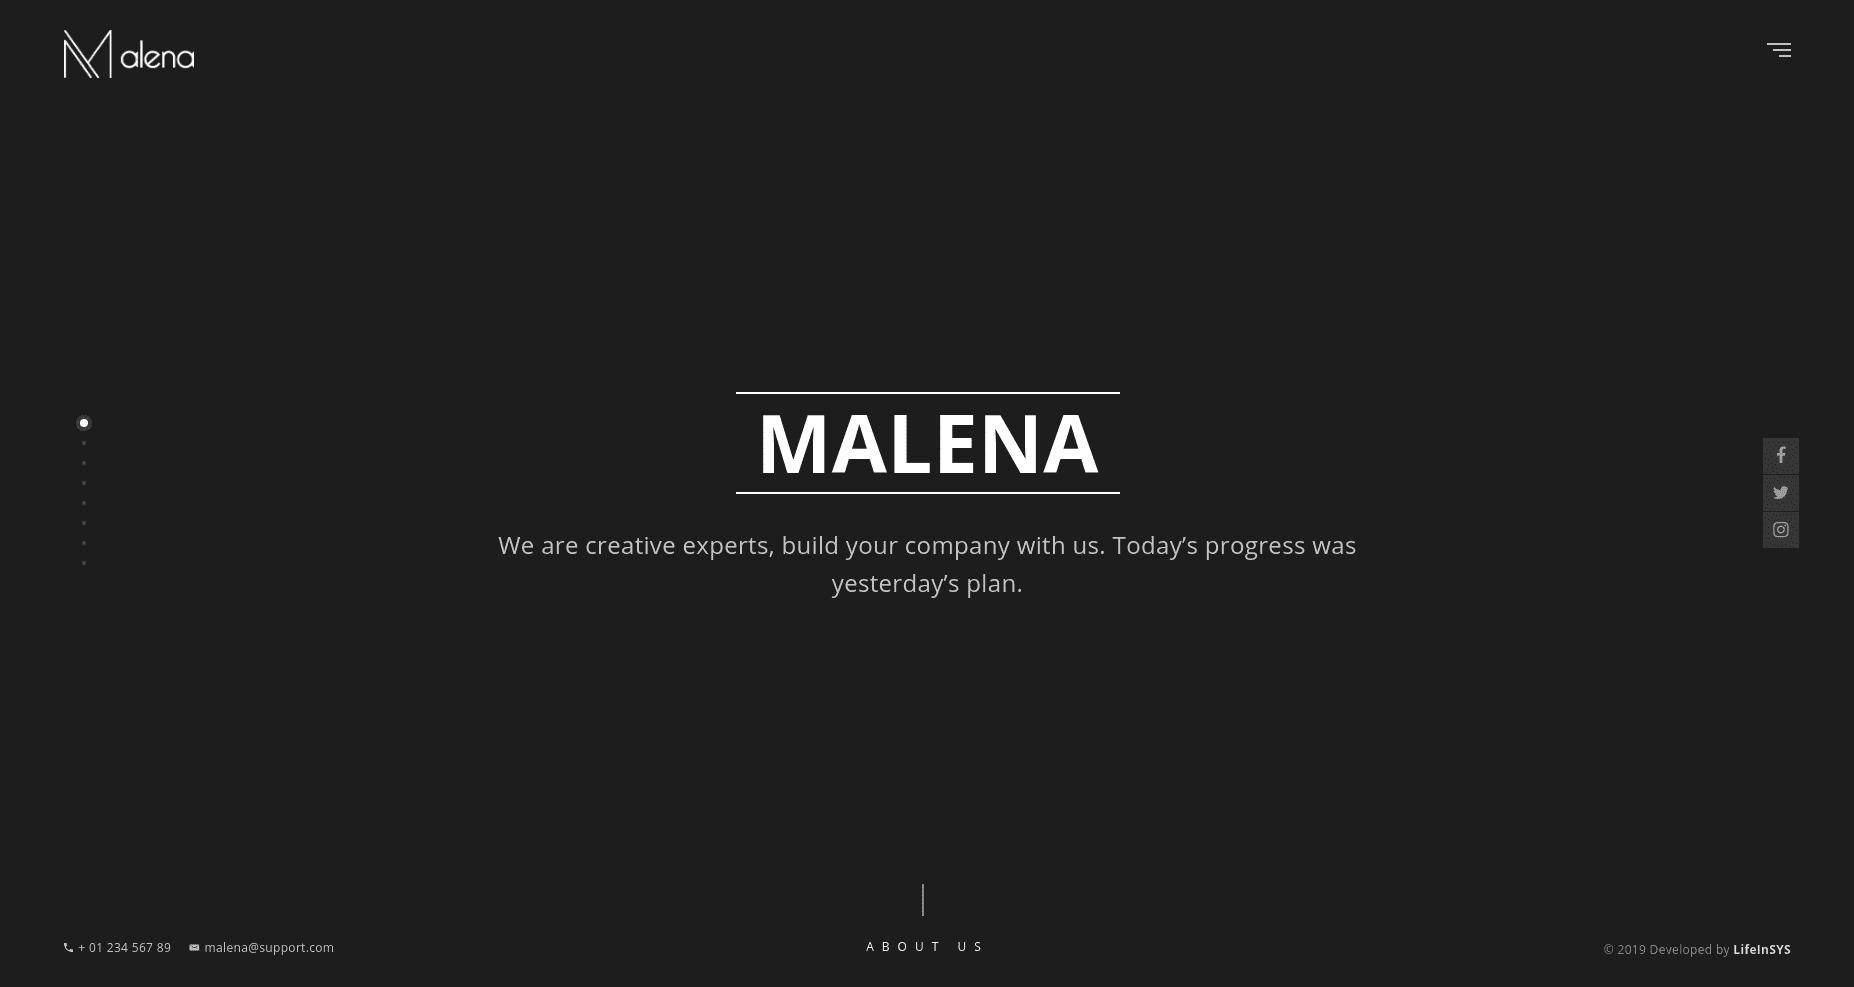 Malena
MALENA
We are creative experts, build your company with us. Today’s progress was
yesterday’s plan.
+ 01 234 567 89 malena@support.com
ABOUT US
© 2019 Developed by LifeInSYS